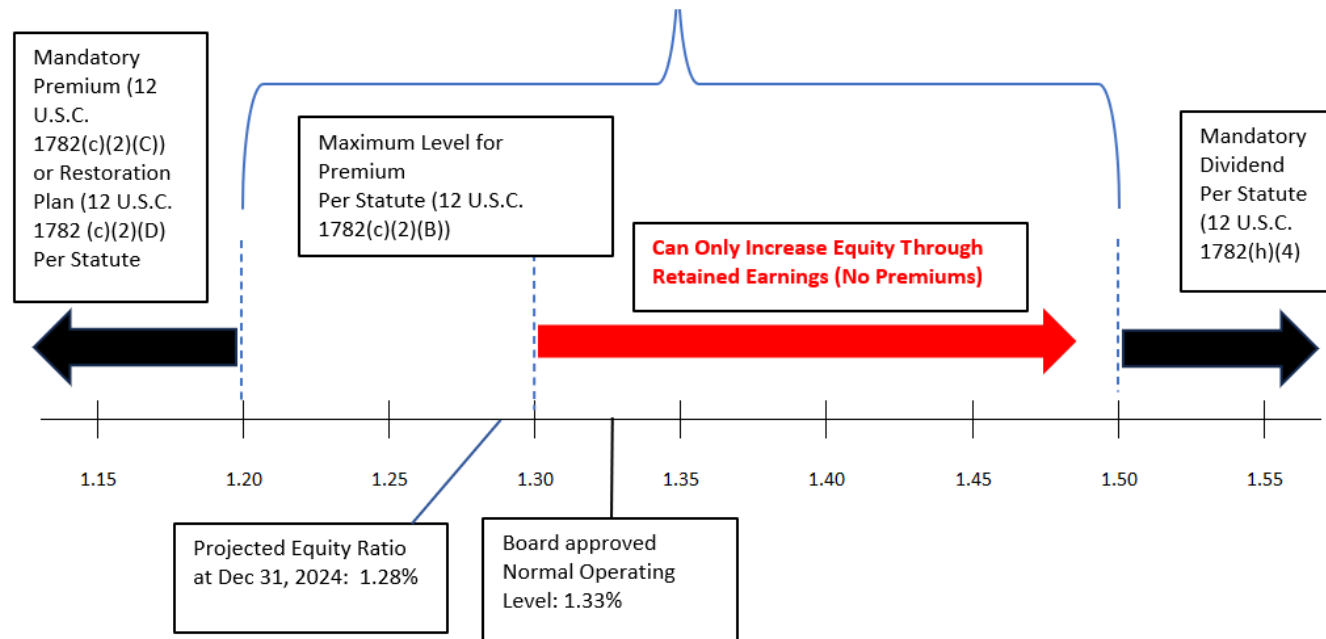 Mandatory
Premium (12
U.S.C.
1782(c)(2)(C))
or Restoration
Plan (12 U.S.C.
1782 (c)(2)(D)
Per Statute
Maximum Level for
Premium
Per Statute (12 U.S.C.
1782(c)(2)(B))
Can Only Increase Equity Through
Retained Earnings (No Premiums)
Mandatory
Dividend
Per Statute
(12 U.S.C.
1782(h)(4)
1.15
1.20
1.25
1.30
1.35
1.40
1.45
1.50
1.55
Projected Equity Ratio
at Dec 31, 2024: 1.28%
Board approved
Normal Operating
Level: 1.33%